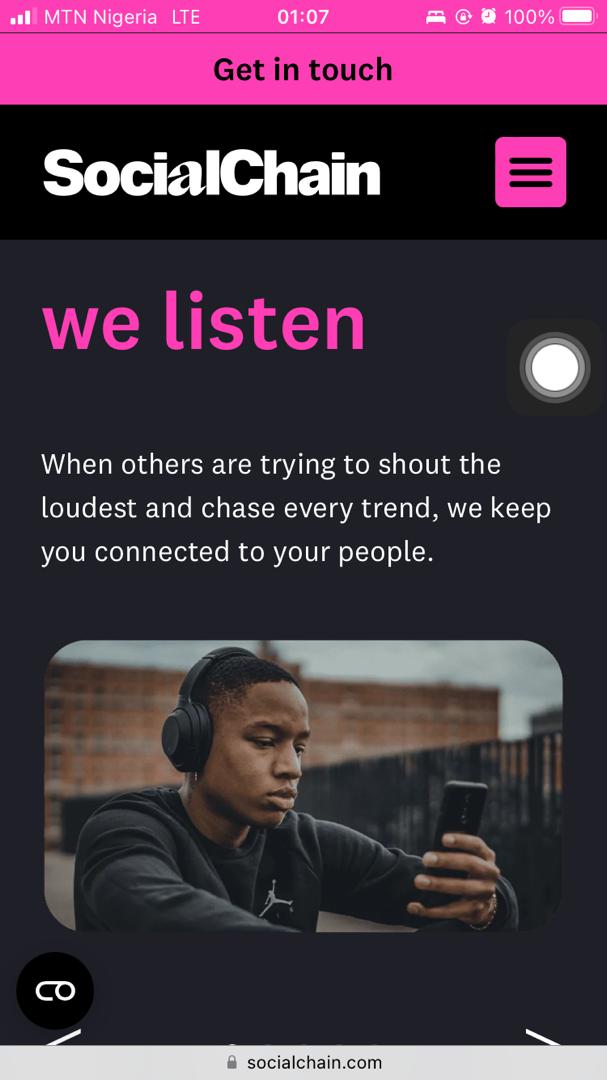 MTN Nigeria LTE 01:07 100%
Get in touch
SocialChain
we listen
When others are trying to shout the
loudest and chase every trend, we keep
you connected to your people.
socialchain.com